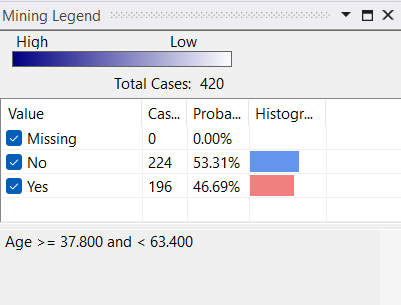 Mining Legend
High Low
Total Cases: 420
Value Cas... Proba... Histogr...
Missing 0 0.00%
No 224 53.31%
Yes 196 46.69%
Age >= 37.800 and < 63.400